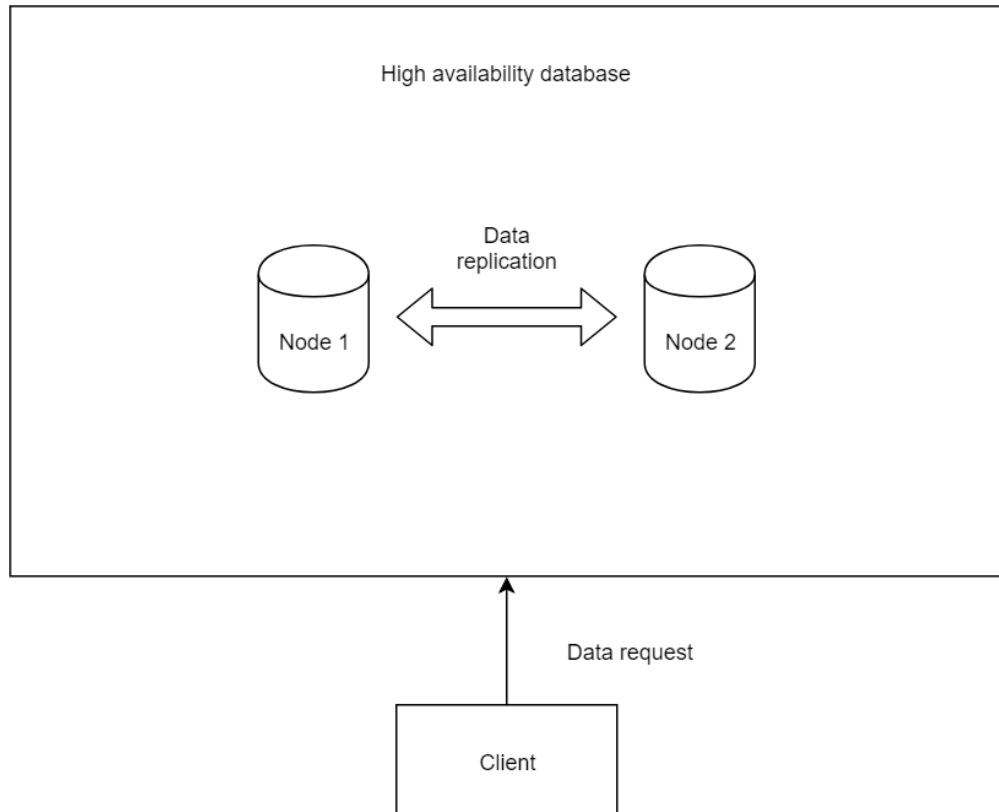 High availability database
Data
replication
Node 1
Node 2
Data request
Client